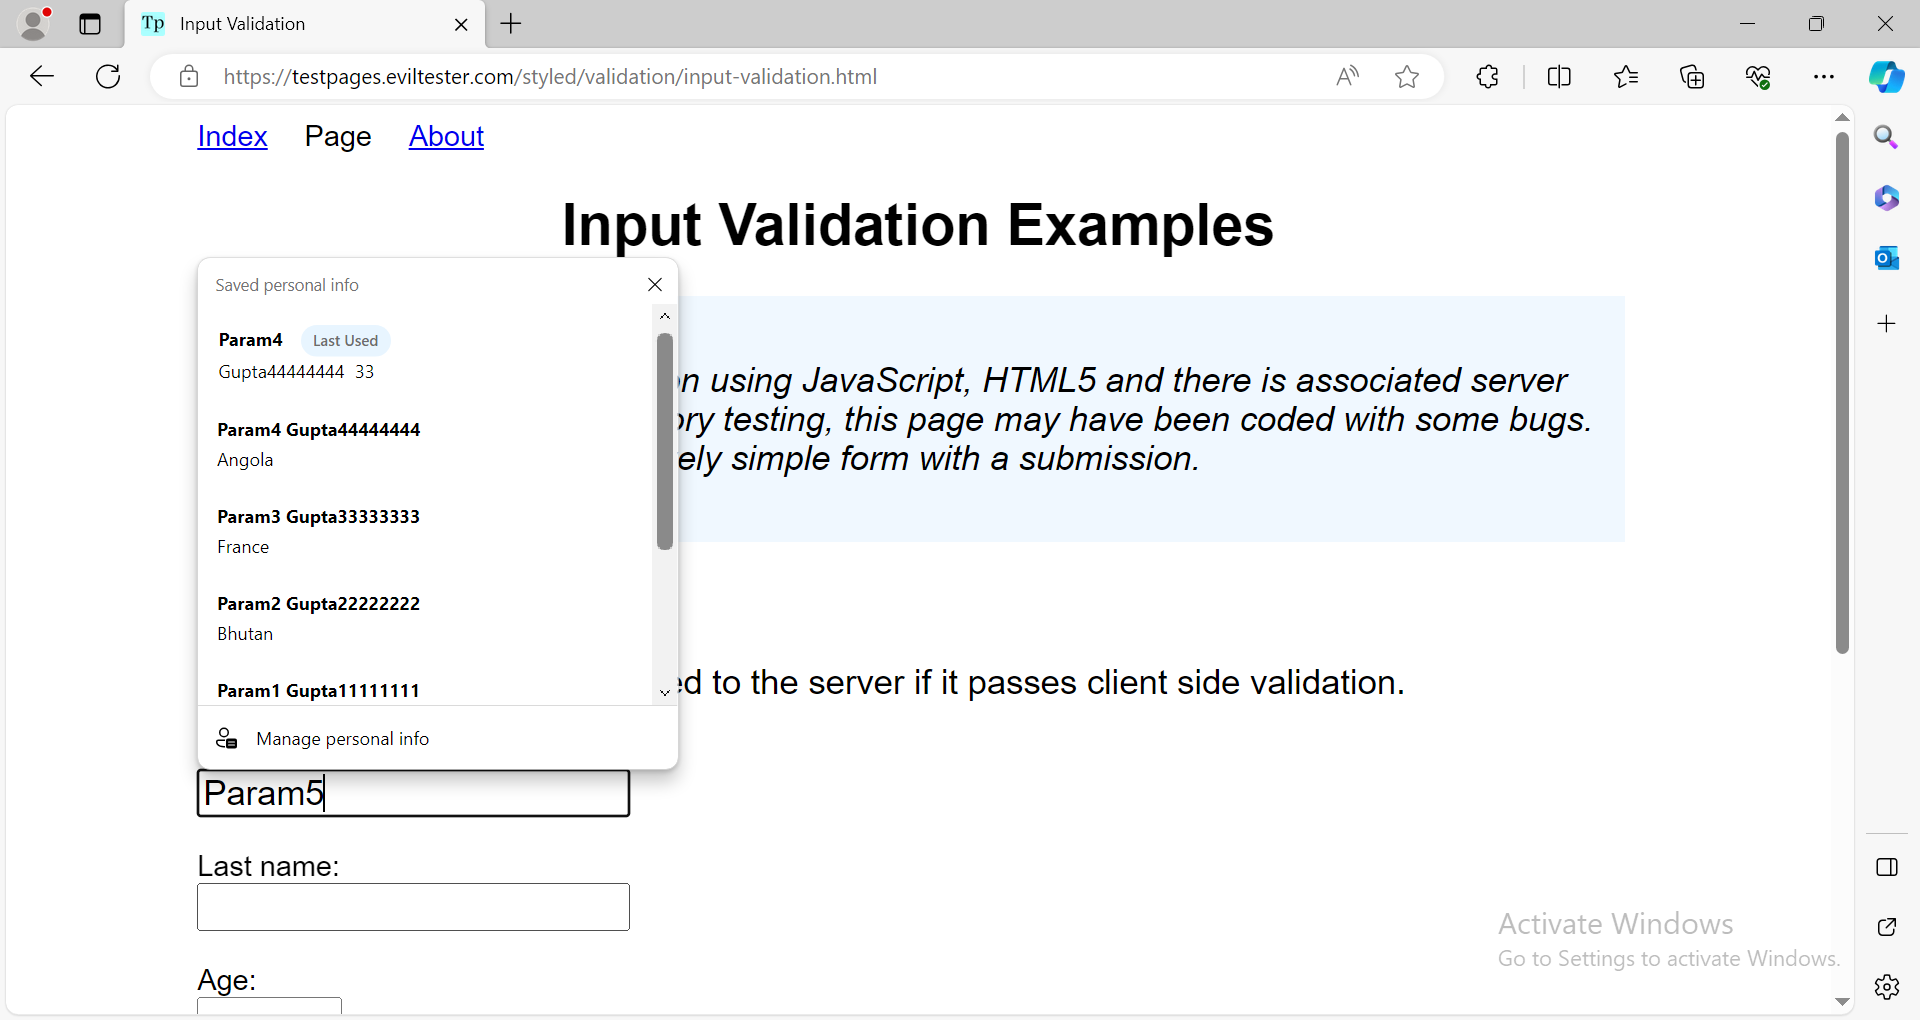 Tp Input Validation
https://testpages.eviltester.com/styled/validation/input-validation.html
Index Page About
Input Validation Examples
Saved personal info
Param4 Last Used
Gupta44444444 33
Param4 Gupta44444444
Angola
Param3 Gupta33333333
France
Param2 Gupta22222222
Bhutan
Param1 Gupta11111111
Manage personal info
n using JavaScript, HTML5 and there is associated server
ry testing, this page may have been coded with some bugs.
ely simple form with a submission.
ed to the server if it passes client side validation.
Param5
Last name:
Age:
Activate Windows
Go to Settings to activate Windows.